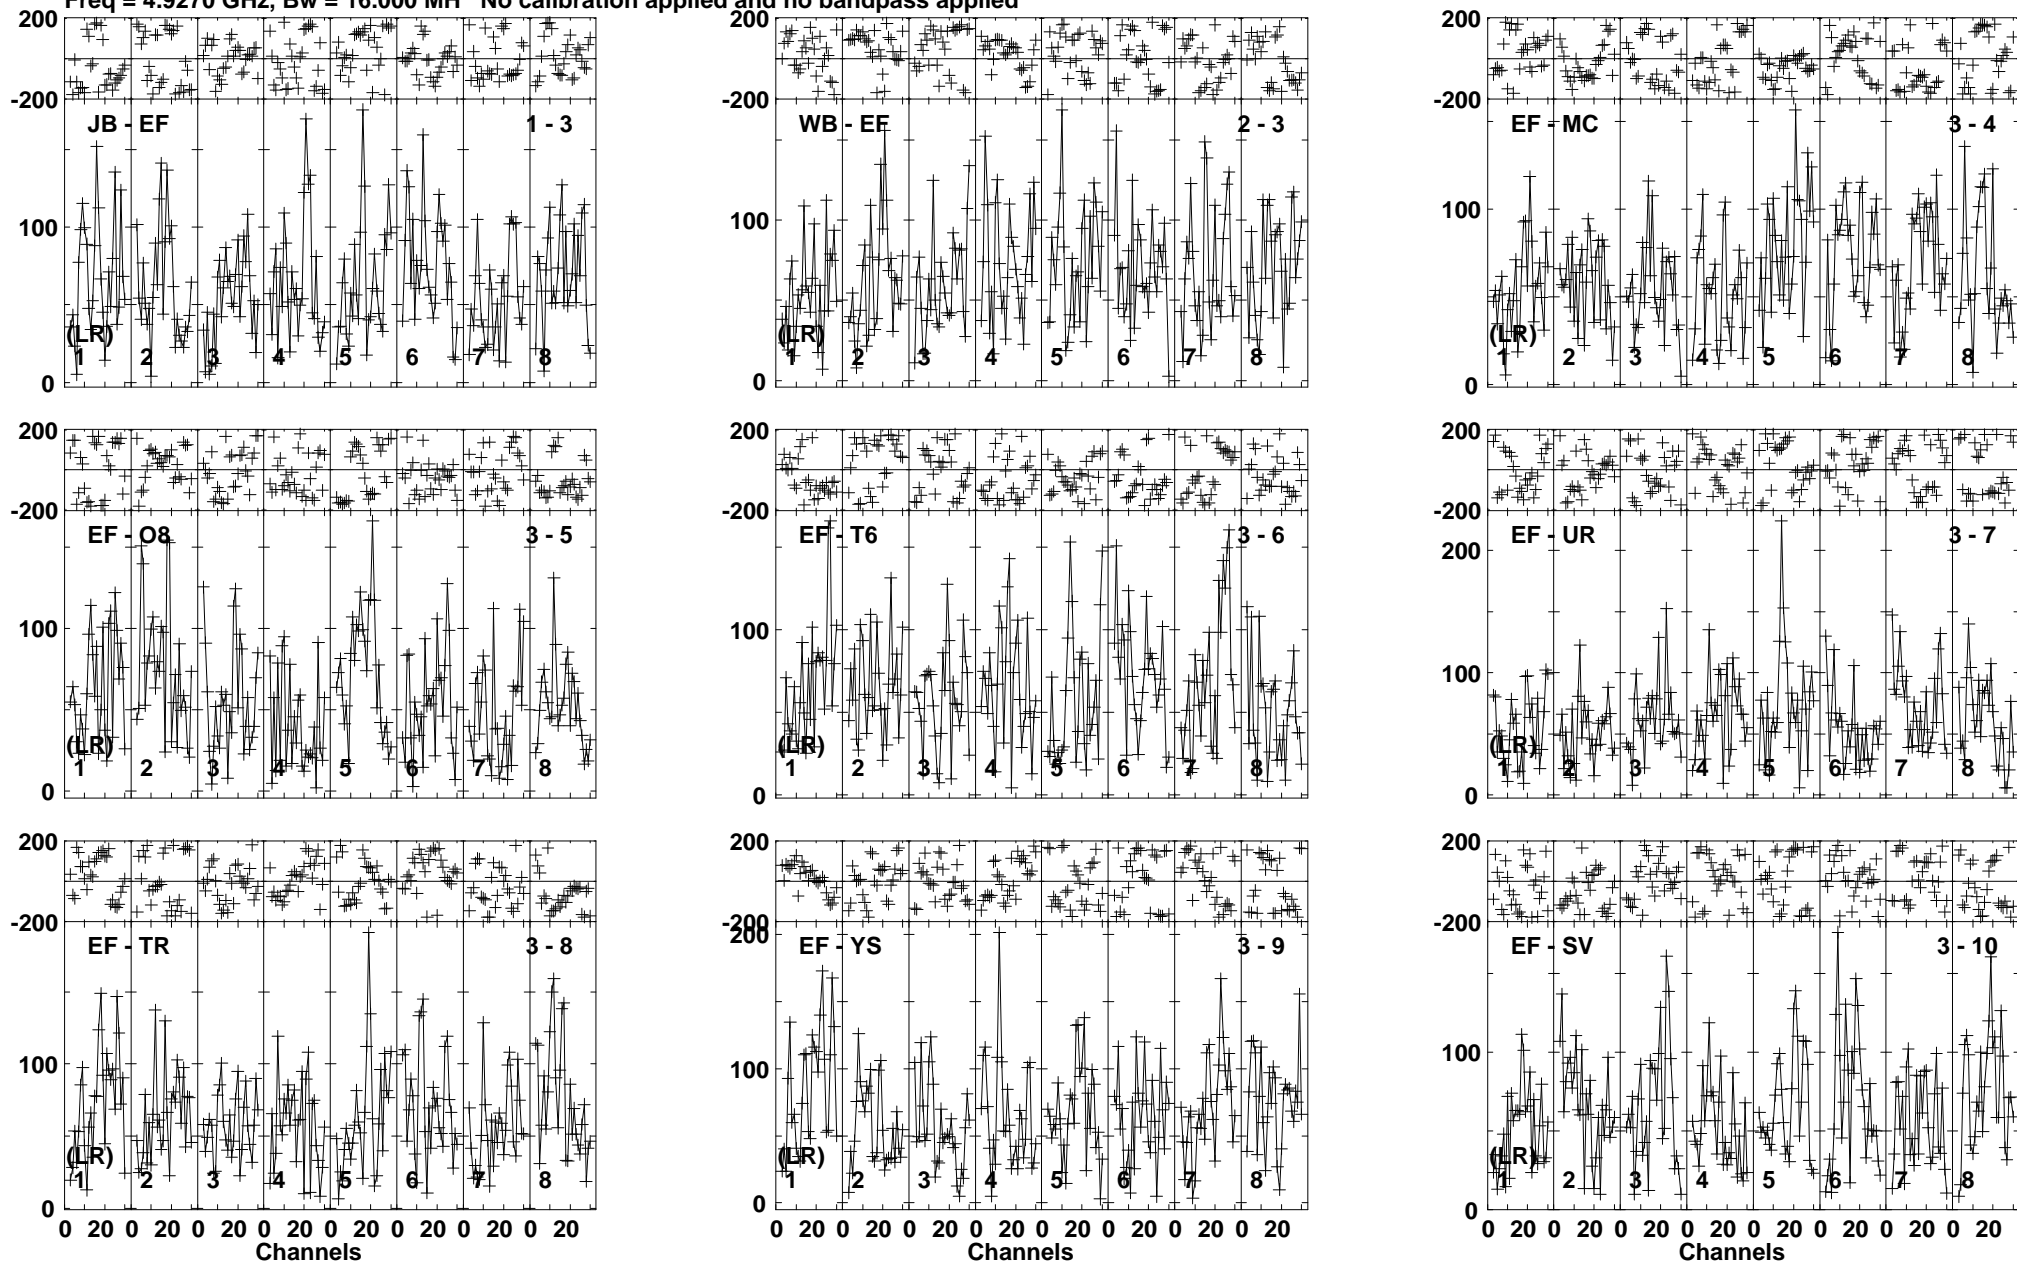 Freq = 4.9270 GHz, Bw = 16.000 MH No calibration applied and no bandpass applied
200 200 200
-200 -200 -200
JB - EF 1 - 3 WB - EF 2 - 3 EF - MC 3 - 4
100 100 100
(LR) (LR) (LR)
1 2 3 4 5 6 7 8 1 2 3 4 5 6 7 8 1 2 3 4 5 6 7 8
0 0 0
200 200 200
-200 -200 -200
EF - O8 3 - 5 EF - T6 3 - 6 EF - UR 3 - 7
200
100 100 100
(LR) (LR) (LR)
1 2 3 4 5 6 7 8 1 2 3 4 5 6 7 8 1 2 3 4 5 6 7 8
0 0 0
200 200 200
-200 -200 -200
200
EF - TR 3 - 8 EF - YS 3 - 9 EF - SV 3 - 10
100 100 100
(LR) (LR) (LR)
1 2 3 4 5 6 7 8 1 2 3 4 5 6 7 8 1 2 3 4 5 6 7 8
0 0 0
0 20 0 20 0 20 0 20 0 20 0 20 0 20 0 20 0 20 0 20 0 20 0 20 0 20 0 20 0 20 0 20 0 20 0 20 0 20 0 20 0 20 0 20 0 20 0 20
Channels Channels Channels